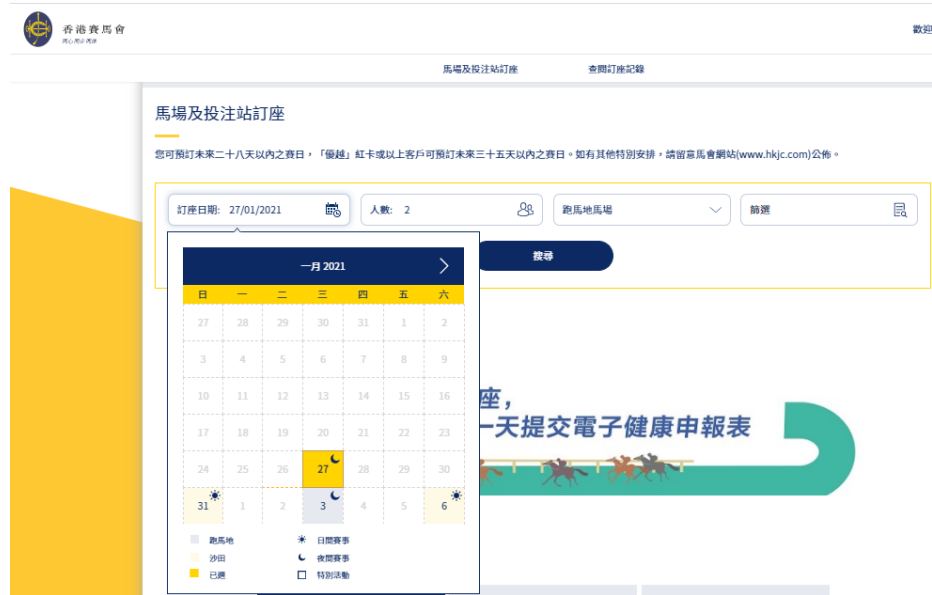 香港賽馬會
歡迎
馬場及投注站訂座
查閱訂座記錄
馬場及投注站訂座
您可預訂未來二十八天以內之賽日，「優越」紅卡或以上客戶可預訂未來三十五天以內之賽日。如有其他特別安排，請留意馬會網站(www.hkjc.com)公佈。
訂座日期: 27/01/2021
人數: 2
跑馬地馬場
篩選
搜尋
一月 2021
日 一 二 三 四 五 六
27 28 29 30 31 1 2
3 4 5 6 7 8 9
10 11 12 13 14 15 16
17 18 19 20 21 22 23
24 25 26 27 28 29 30
31 1 2 3 4 5 6
跑馬地 日間賽事
沙田 夜間賽事
已選 特別活動
座，
一天提交電子健康申報表